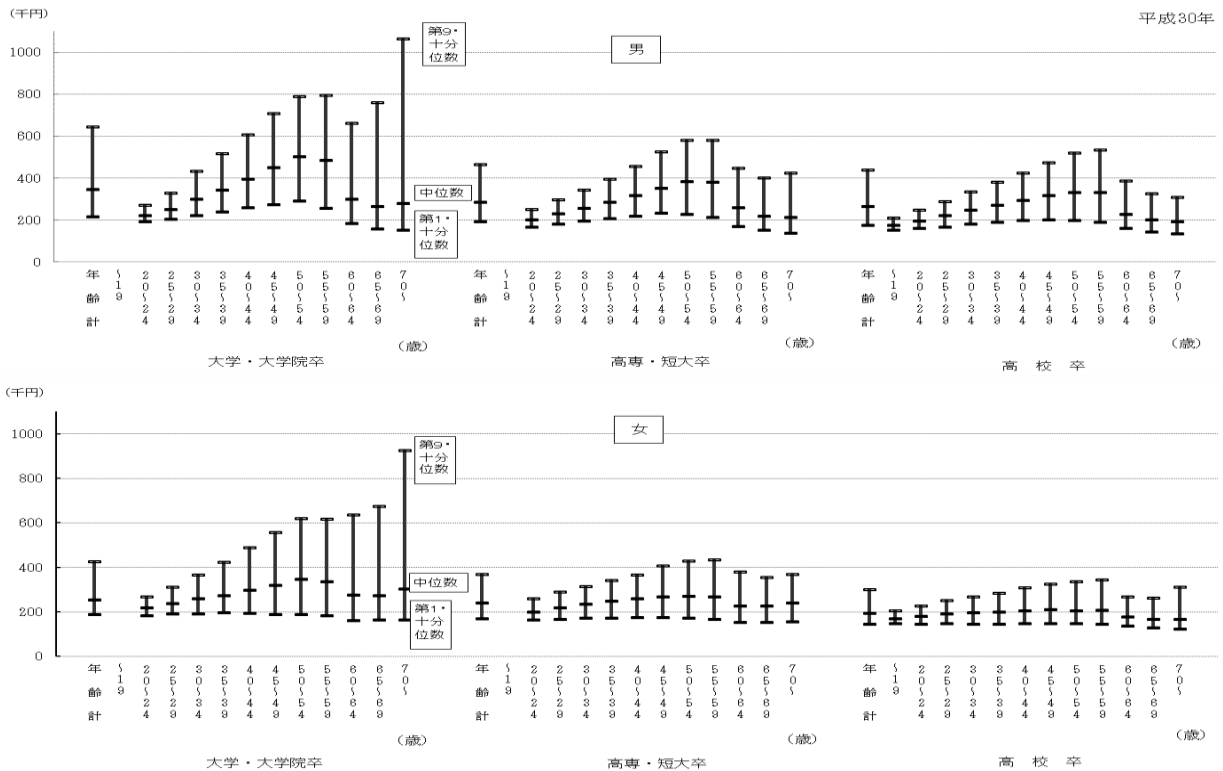 (千円)
平成30年
男
1000
800
600
400
200
0
第9・
十分
位数
中位数
第1・
十分
位数
年齢計
〜19
20〜24
25〜29
30〜34
35〜39
40〜44
45〜49
50〜54
55〜59
60〜64
65〜69
70〜
(歳)
年齢計
〜19
20〜24
25〜29
30〜34
35〜39
40〜44
45〜49
50〜54
55〜59
60〜64
65〜69
70〜
(歳)
年齢計
〜19
20〜24
25〜29
30〜34
35〜39
40〜44
45〜49
50〜54
55〜59
60〜64
65〜69
70〜
(歳)
大学・大学院卒
高専・短大卒
高校卒
(千円)
女
1000
800
600
400
200
0
第9・
十分
位数
中位数
第1・
十分
位数
年齢計
〜19
20〜24
25〜29
30〜34
35〜39
40〜44
45〜49
50〜54
55〜59
60〜64
65〜69
70〜
(歳)
年齢計
〜19
20〜24
25〜29
30〜34
35〜39
40〜44
45〜49
50〜54
55〜59
60〜64
65〜69
70〜
(歳)
年齢計
〜19
20〜24
25〜29
30〜34
35〜39
40〜44
45〜49
50〜54
55〜59
60〜64
65〜69
70〜
(歳)
大学・大学院卒
高専・短大卒
高校卒